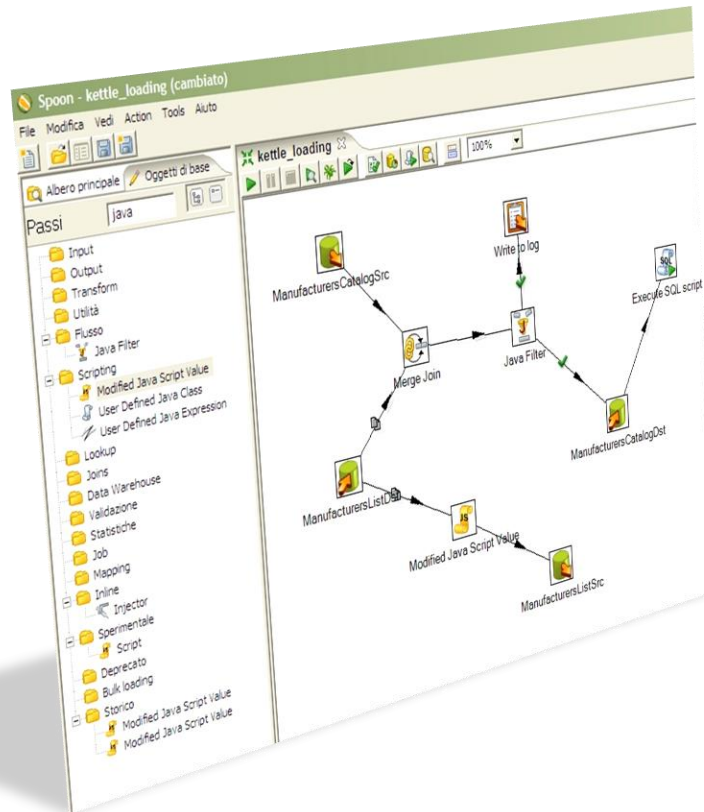 Spoon - kettle_loading (cambiato)
File Modifica Vedi Action Tools Aiuto
Albero principale Oggetti di base
Passi java
Input
Output
Transform
Utilità
Flusso
Java Filter
Scripting
Modified Java Script Value
User Defined Java Class
User Defined Java Expression
Lookup
Joins
Data Warehouse
Validazione
Statistiche
Job
Mapping
Inline
Injector
Sperimentale
Script
Deprecato
Bulk loading
Storico
Modified Java Script Value
Modified Java Script Value
kettle_loading
100%
ManufacturersCatalogSrc
Write to log
SQL
Execute SQL script
Merge Join
Java Filter
ManufacturersCatalogDst
ManufacturersListDst
JS
Modified Java Script Value
ManufacturersListSrc